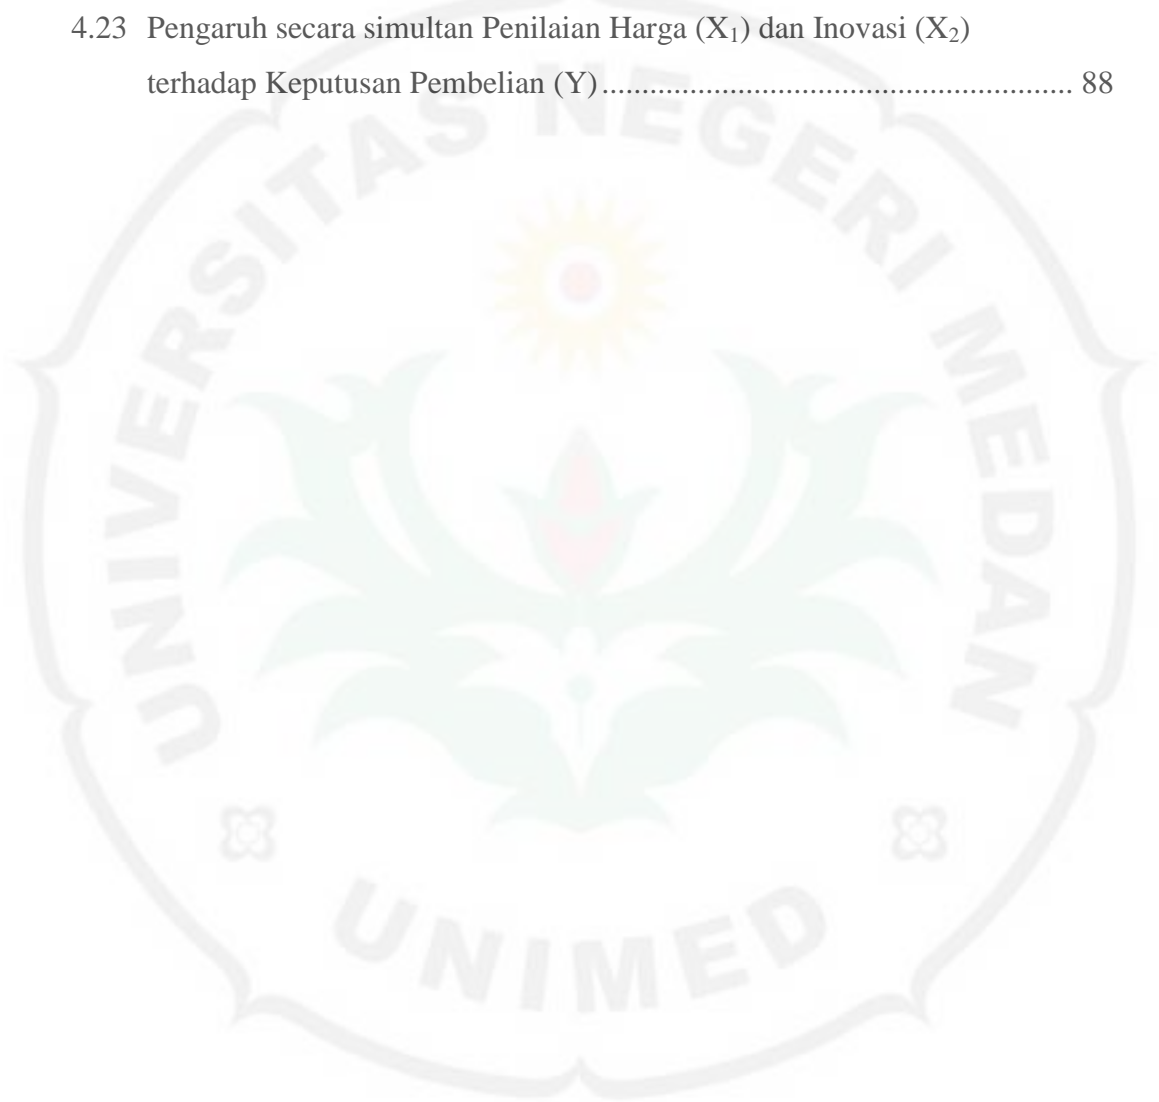 4.23 Pengaruh secara simultan Penilaian Harga (X₁) dan Inovasi (X₂)
terhadap Keputusan Pembelian (Y) ................................................. 88
UNIVERSITAS NEGERI MEDAN
UNIMED